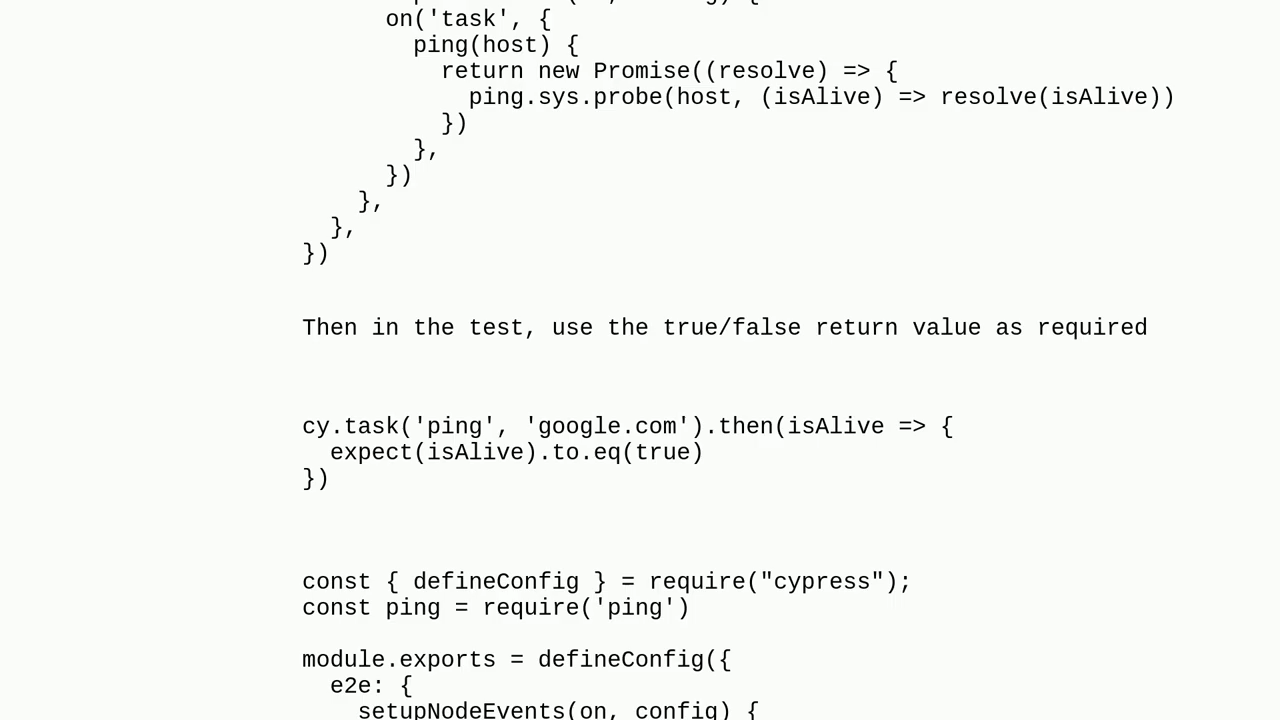 on('task', {
ping(host) {
return new Promise((resolve) => {
ping.sys.probe(host, (isAlive) => resolve(isAlive))
})
},
})
},
},
})
Then in the test, use the true/false return value as required
cy.task('ping', 'google.com').then(isAlive => {
expect(isAlive).to.eq(true)
})
const { defineConfig } = require("cypress");
const ping = require('ping')
module.exports = defineConfig({
e2e: {
setupNodeEvents(on, config) {